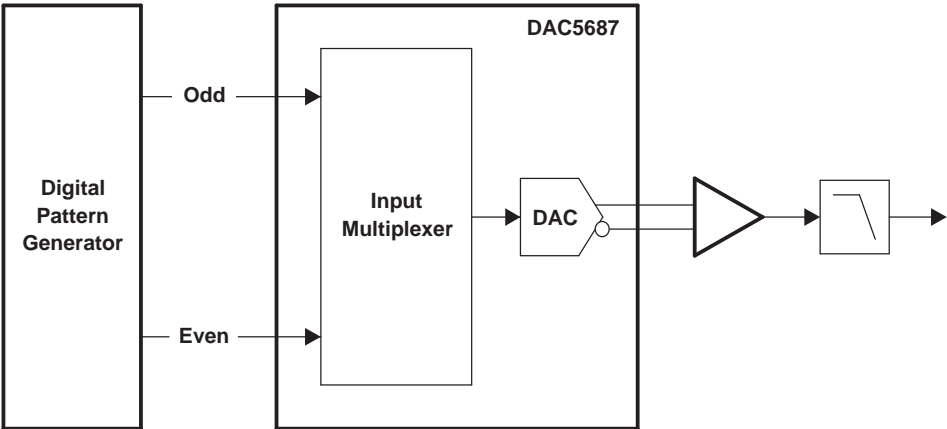 DAC5687
Odd
Digital
Pattern
Generator
Input
Multiplexer
DAC
Even